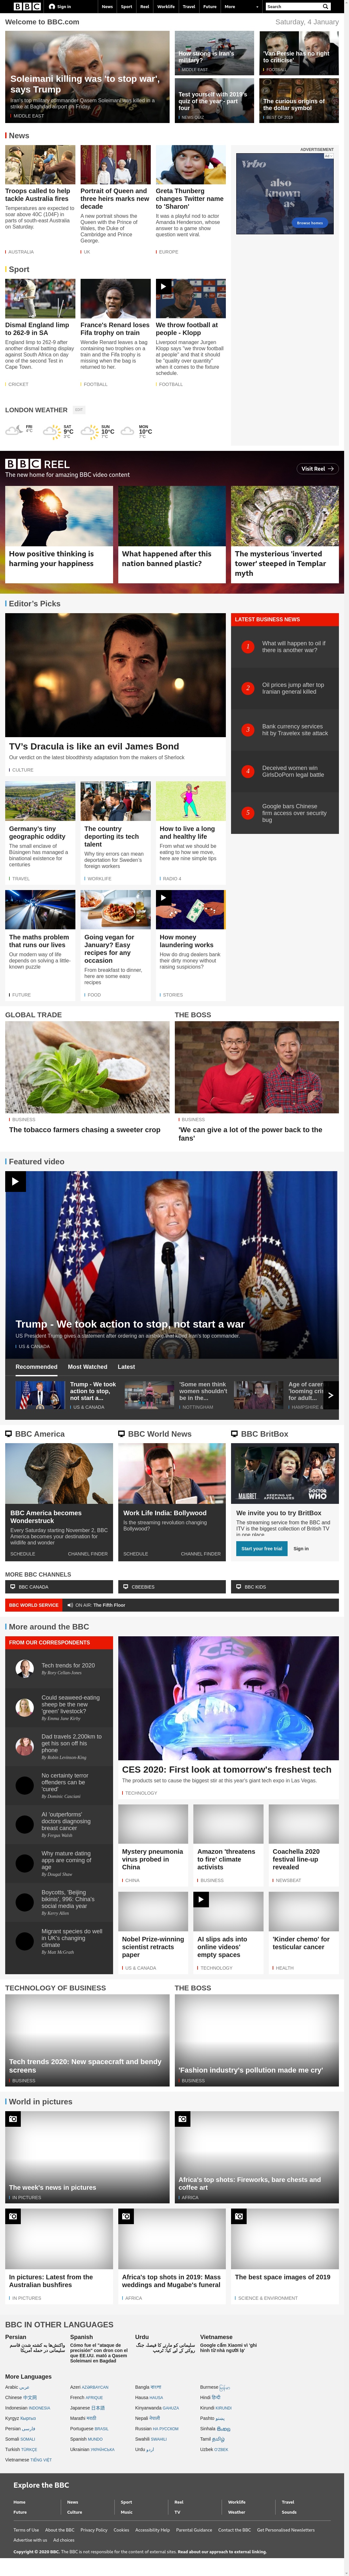 BBC
Sign in
News
Sport
Reel
Worklife
Travel
Future
More
Search
Welcome to BBC.com
Saturday, 4 January
Soleimani killing was 'to stop war',
says Trump
Iran's top military commander Qasem Soleimani was killed in a
strike at Baghdad airport on Friday.
MIDDLE EAST
How strong is Iran's
military?
MIDDLE EAST
'Van Persie has no right
to criticise'
FOOTBALL
Test yourself with 2019's
quiz of the year - part
four
NEWS QUIZ
The curious origins of
the dollar symbol
BEST OF 2019
News
Troops called to help
tackle Australia fires
Temperatures are expected to
soar above 40C (104F) in
parts of south-east Australia
on Saturday.
AUSTRALIA
Portrait of Queen and
three heirs marks new
decade
A new portrait shows the
Queen with the Prince of
Wales, the Duke of
Cambridge and Prince
George.
UK
Greta Thunberg
changes Twitter name
to 'Sharon'
It was a playful nod to actor
Amanda Henderson, whose
answer to a game show
question went viral.
EUROPE
ADVERTISEMENT
Vrbo
also
known
as
Browse homes
Sport
Dismal England limp
to 262-9 in SA
England limp to 262-9 after
another dismal batting display
against South Africa on day
one of the second Test in
Cape Town.
CRICKET
France's Renard loses
Fifa trophy on train
Wendie Renard leaves a bag
containing two trophies on a
train and the Fifa trophy is
missing when the bag is
returned to her.
FOOTBALL
We throw football at
people - Klopp
Liverpool manager Jurgen
Klopp says "we throw football
at people" and that it should
be "quality over quantity"
when it comes to the fixture
schedule.
FOOTBALL
LONDON WEATHER
EDIT
FRI
4°C
SAT
9°C
5°C
SUN
10°C
7°C
MON
10°C
7°C
BBC REEL
The new home for amazing BBC video content
Visit Reel
How positive thinking is
harming your happiness
What happened after this
nation banned plastic?
The mysterious 'inverted
tower' steeped in Templar
myth
Editor's Picks
TV's Dracula is like an evil James Bond
Our verdict on the latest bloodthirsty adaptation from the makers of Sherlock
CULTURE
LATEST BUSINESS NEWS
1
What will happen to oil if
there is another war?
2
Oil prices jump after top
Iranian general killed
3
Bank currency services
hit by Travelex site attack
4
Deceived women win
GirlsDoPorn legal battle
5
Google bars Chinese
firm access over security
bug
Germany's tiny
geographic oddity
The small enclave of
Büsingen has managed a
binational existence for
centuries
TRAVEL
The country
deporting its tech
talent
Why tiny errors can mean
deportation for Sweden's
foreign workers
WORKLIFE
How to live a long
and healthy life
From what we should be
eating to how we move,
here are nine simple tips
RADIO 4
The maths problem
that runs our lives
Our modern way of life
depends on solving a little-
known puzzle
FUTURE
Going vegan for
January? Easy
recipes for any
occasion
From breakfast to dinner,
here are some easy
recipes
FOOD
How money
laundering works
How do drug dealers bank
their dirty money without
raising suspicions?
STORIES
GLOBAL TRADE
BUSINESS
The tobacco farmers chasing a sweeter crop
THE BOSS
BUSINESS
'We can give a lot of the power back to the
fans'
Featured video
Trump - We took action to stop, not start a war
US President Trump gives a statement after ordering an airstrike that killed Iran's top commander.
US & CANADA
Recommended
Most Watched
Latest
Trump - We took
action to stop,
not start a...
US & CANADA
'Some men think
women shouldn't
be in the...
NOTTINGHAM
Age of carers
'looming crisis
for adult...
HAMPSHIRE &
BBC America
BBC America becomes
Wonderstruck
Every Saturday starting November 2, BBC
America becomes your destination for
wildlife and wonder
SCHEDULE
CHANNEL FINDER
BBC World News
Work Life India: Bollywood
Is the streaming revolution changing
Bollywood?
SCHEDULE
CHANNEL FINDER
BBC BritBox
MAIGRET
KEEPING UP APPEARANCES
DOCTOR WHO
We invite you to try BritBox
The streaming service from the BBC and
ITV is the biggest collection of British TV
in one place
Start your free trial
Sign in
MORE BBC CHANNELS
BBC CANADA
CBEEBIES
BBC KIDS
BBC WORLD SERVICE
ON AIR: The Fifth Floor
More around the BBC
FROM OUR CORRESPONDENTS
Tech trends for 2020
By Rory Cellan-Jones
Could seaweed-eating
sheep be the new
'green' livestock?
By Emma Jane Kirby
Dad travels 2,200km to
get his son off his
phone
By Robin Levinson-King
No certainty terror
offenders can be
'cured'
By Dominic Casciani
AI 'outperforms'
doctors diagnosing
breast cancer
By Fergus Walsh
Why mature dating
apps are coming of
age
By Dougal Shaw
Boycotts, 'Beijing
bikinis', 996: China's
social media year
By Kerry Allen
Migrant species do well
in UK's changing
climate
By Matt McGrath
CES 2020: First look at tomorrow's freshest tech
The products set to cause the biggest stir at this year's giant tech expo in Las Vegas.
TECHNOLOGY
Mystery pneumonia
virus probed in
China
CHINA
Amazon 'threatens
to fire' climate
activists
BUSINESS
Coachella 2020
festival line-up
revealed
NEWSBEAT
Nobel Prize-winning
scientist retracts
paper
US & CANADA
AI slips ads into
online videos'
empty spaces
TECHNOLOGY
'Kinder chemo' for
testicular cancer
HEALTH
TECHNOLOGY OF BUSINESS
Tech trends 2020: New spacecraft and bendy
screens
BUSINESS
THE BOSS
'Fashion industry's pollution made me cry'
BUSINESS
World in pictures
The week's news in pictures
IN PICTURES
Africa's top shots: Fireworks, bare chests and
coffee art
AFRICA
In pictures: Latest from the
Australian bushfires
IN PICTURES
Africa's top shots in 2019: Mass
weddings and Mugabe's funeral
AFRICA
The best space images of 2019
SCIENCE & ENVIRONMENT
BBC IN OTHER LANGUAGES
Persian
Spanish
Cómo fue el "ataque de
precisión" con dron con el
que EE.UU. mató a Qasem
Soleimani en Bagdad
Urdu
Vietnamese
Google cấm Xiaomi vì 'ghi
hình từ nhà người lạ'
More Languages
Arabic عربي
Azeri AZƏRBAYCAN
Bangla বাংলা
Burmese
Chinese 中文网
French AFRIQUE
Hausa HAUSA
Hindi हिन्दी
Indonesian INDONESIA
Japanese 日本語
Kinyarwanda GAHUZA
Kirundi KIRUNDI
Kyrgyz Кыргыз
Marathi मराठी
Nepali नेपाली
Pashto پښتو
Persian فارسی
Portuguese BRASIL
Russian НА РУССКОМ
Sinhala සිංහල
Somali SOMALI
Spanish MUNDO
Swahili SWAHILI
Tamil தமிழ்
Turkish TÜRKÇE
Ukrainian УКРАЇНСЬКА
Urdu اردو
Uzbek O'ZBEK
Vietnamese TIẾNG VIỆT
Explore the BBC
Home
News
Sport
Reel
Worklife
Travel
Future
Culture
Music
TV
Weather
Sounds
Terms of Use
About the BBC
Privacy Policy
Cookies
Accessibility Help
Parental Guidance
Contact the BBC
Get Personalised Newsletters
Advertise with us
Ad choices
Copyright © 2020 BBC. The BBC is not responsible for the content of external sites. Read about our approach to external linking.